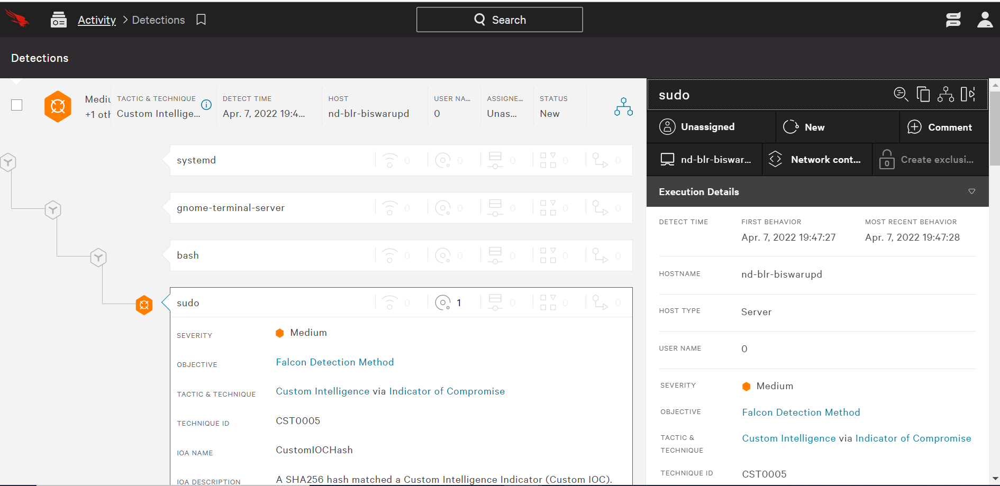 Activity > Detections
Search
Detections
Mediu
+1 oth
TACTIC & TECHNIQUE
Custom Intellige...
DETECT TIME
Apr. 7, 2022 19:4...
HOST
nd-blr-biswarupd
USER NA...
0
ASSIGNE...
Unas...
STATUS
New
systemd
0 0 0 0 0
gnome-terminal-server
0 0 0 0 0
bash
0 0 0 0 0
sudo
0 1 0 0 0
SEVERITY
Medium
OBJECTIVE
Falcon Detection Method
TACTIC & TECHNIQUE
Custom Intelligence via Indicator of Compromise
TECHNIQUE ID
CST0005
IOA NAME
CustomIOCHash
IOA DESCRIPTION
A SHA256 hash matched a Custom Intelligence Indicator (Custom IOC).
sudo
Unassigned
New
Comment
nd-blr-biswar...
Network cont...
Create exclusi...
Execution Details
DETECT TIME
FIRST BEHAVIOR
Apr. 7, 2022 19:47:27
MOST RECENT BEHAVIOR
Apr. 7, 2022 19:47:28
HOSTNAME
nd-blr-biswarupd
HOST TYPE
Server
USER NAME
0
SEVERITY
Medium
OBJECTIVE
Falcon Detection Method
TACTIC &
TECHNIQUE
Custom Intelligence via Indicator of Compromise
TECHNIQUE ID
CST0005